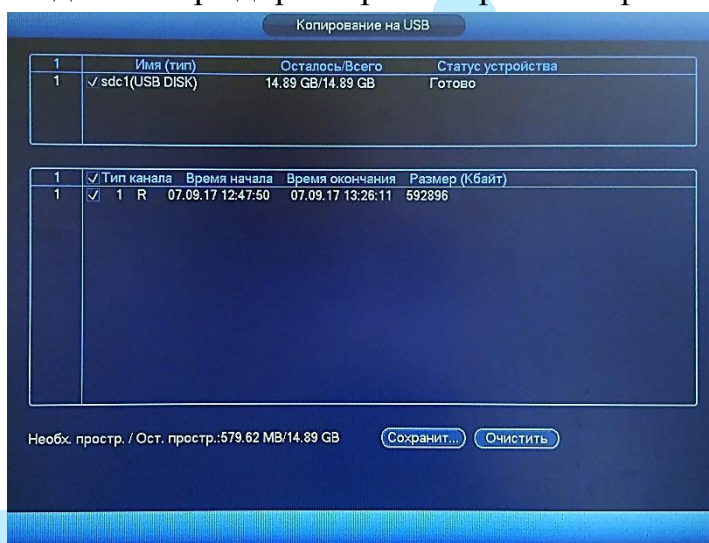 Копирование на USB
1 Имя (тип) Осталось/Всего Статус устройства
1 sdc1(USB DISK) 14.89 GB/14.89 GB Готово
1 Тип канала Время начала Время окончания Размер (Кбайт)
1 1 R 07.09.17 12:47:50 07.09.17 13:26:11 592896
Необх. простр. / Ост. простр.:579.62 MB/14.89 GB Сохранит... Очистить